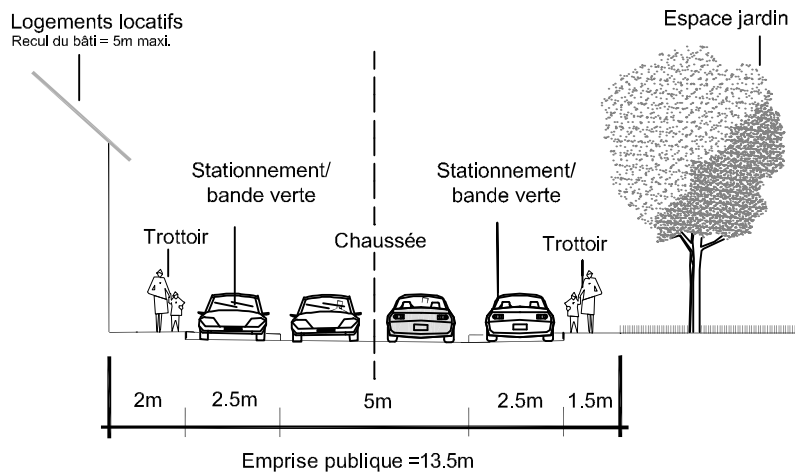 Logements locatifs
Recul du bâti = 5m maxi.
Espace jardin
Stationnement/
bande verte
Stationnement/
bande verte
Trottoir
Chaussée
Trottoir
2m
2.5m
5m
2.5m
1.5m
Emprise publique =13.5m